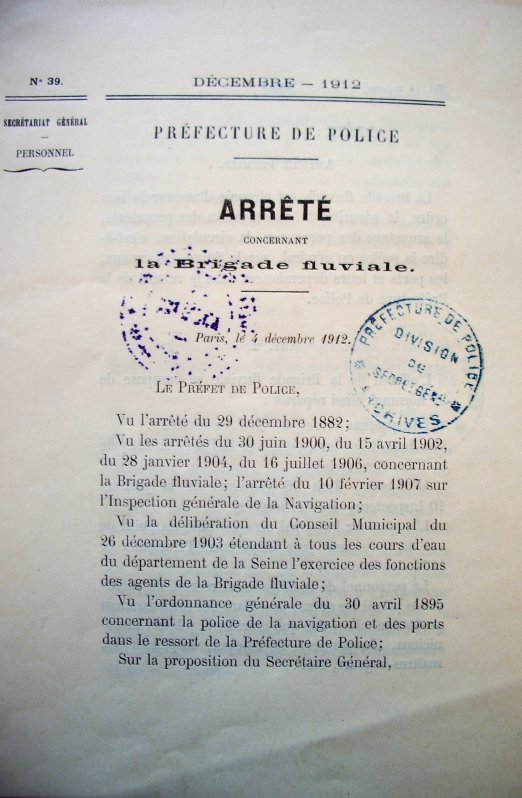 N° 39.
DÉCEMBRE — 1912
SECRÉTARIAT GÉNÉRAL
—
PERSONNEL
PRÉFECTURE DE POLICE
ARRÊTÉ
CONCERNANT
la Brigade fluviale.
Paris, le 4 décembre 1912.
PRÉFECTURE DE POLICE
DIVISION
DU
SECRET. GÉNÉ
ARCHIVES
LE PRÉFET DE POLICE,
Vu l'arrêté du 29 décembre 1882;
Vu les arrêtés du 30 juin 1900, du 15 avril 1902,
du 28 janvier 1904, du 16 juillet 1906, concernant
la Brigade fluviale; l'arrêté du 10 février 1907 sur
l'Inspection générale de la Navigation;
Vu la délibération du Conseil Municipal du
26 décembre 1903 étendant à tous les cours d'eau
du département de la Seine l'exercice des fonctions
des agents de la Brigade fluviale;
Vu l'ordonnance générale du 30 avril 1895
concernant la police de la navigation et des ports
dans le ressort de la Préfecture de Police;
Sur la proposition du Secrétaire Général,